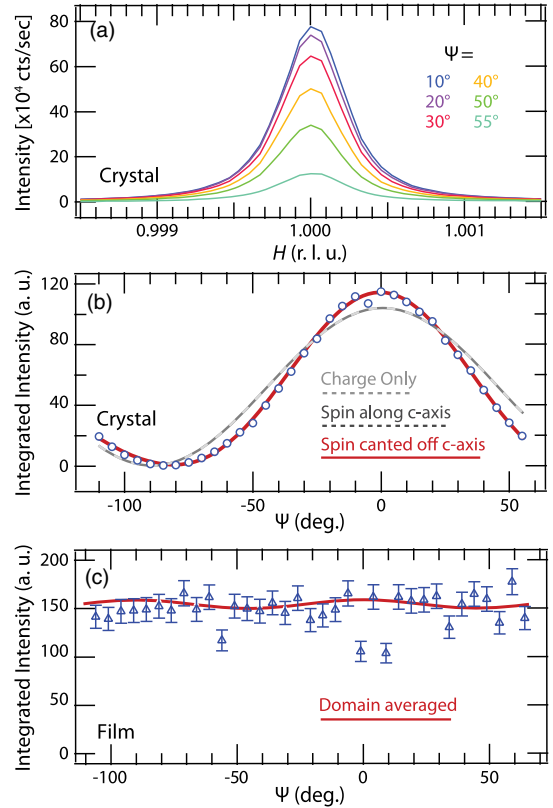 (a)
Intensity [x10⁴ cts/sec]
80
60
40
20
0
Ψ=
10° 40°
20° 50°
30° 55°
Crystal
0.999 1.000 1.001
H (r. l. u.)
(b)
Integrated Intensity (a. u.)
120
80
40
0
Charge Only
Spin along c-axis
Spin canted off c-axis
Crystal
-100 -50 0 50
Ψ (deg.)
(c)
Integrated Intensity (a. u.)
200
150
100
50
0
Domain averaged
Film
-100 -50 0 50
Ψ (deg.)